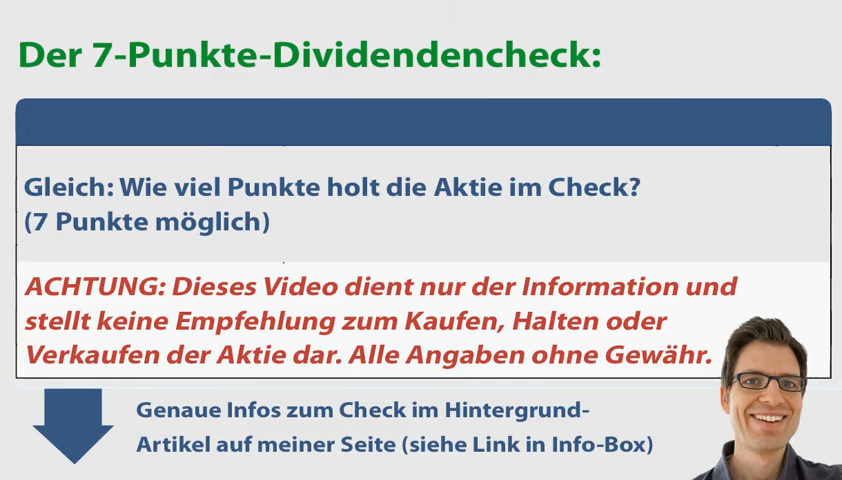 Der 7-Punkte-Dividendencheck:
Gleich: Wie viel Punkte holt die Aktie im Check?
(7 Punkte möglich)
ACHTUNG: Dieses Video dient nur der Information und
stellt keine Empfehlung zum Kaufen, Halten oder
Verkaufen der Aktie dar. Alle Angaben ohne Gewähr.
Genaue Infos zum Check im Hintergrund-
Artikel auf meiner Seite (siehe Link in Info-Box)